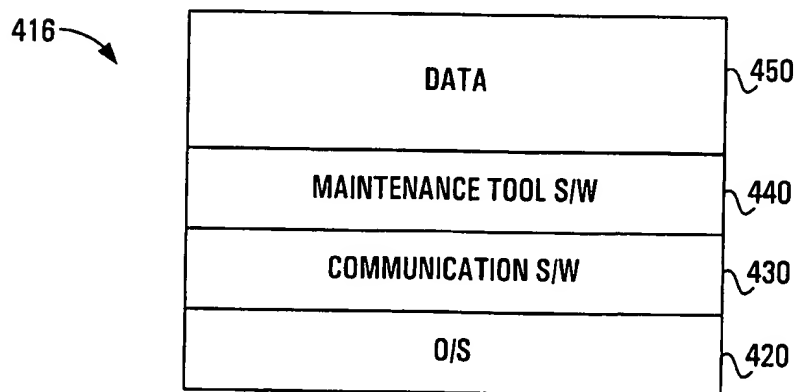 416
DATA
450
MAINTENANCE TOOL S/W
440
COMMUNICATION S/W
430
O/S
420